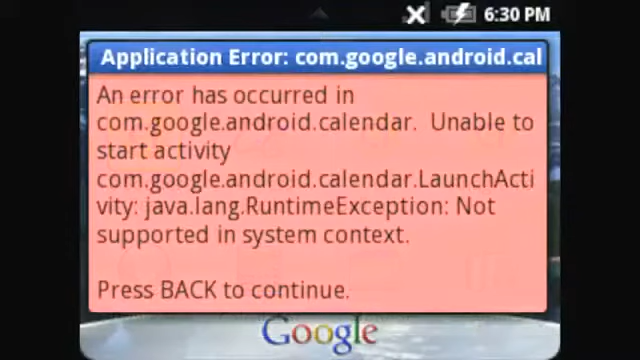 6:30 PM
Application Error: com.google.android.cal
An error has occurred in
com.google.android.calendar.  Unable to
start activity
com.google.android.calendar.LaunchActi
vity: java.lang.RuntimeException: Not
supported in system context.
Press BACK to continue.
Google